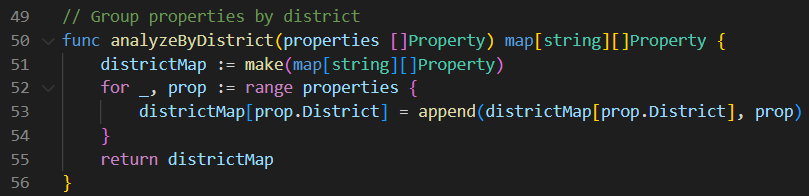 49 // Group properties by district
50 func analyzeByDistrict(properties []Property) map[string][]Property {
51     districtMap := make(map[string][]Property)
52     for _, prop := range properties {
53         districtMap[prop.District] = append(districtMap[prop.District], prop)
54     }
55     return districtMap
56 }